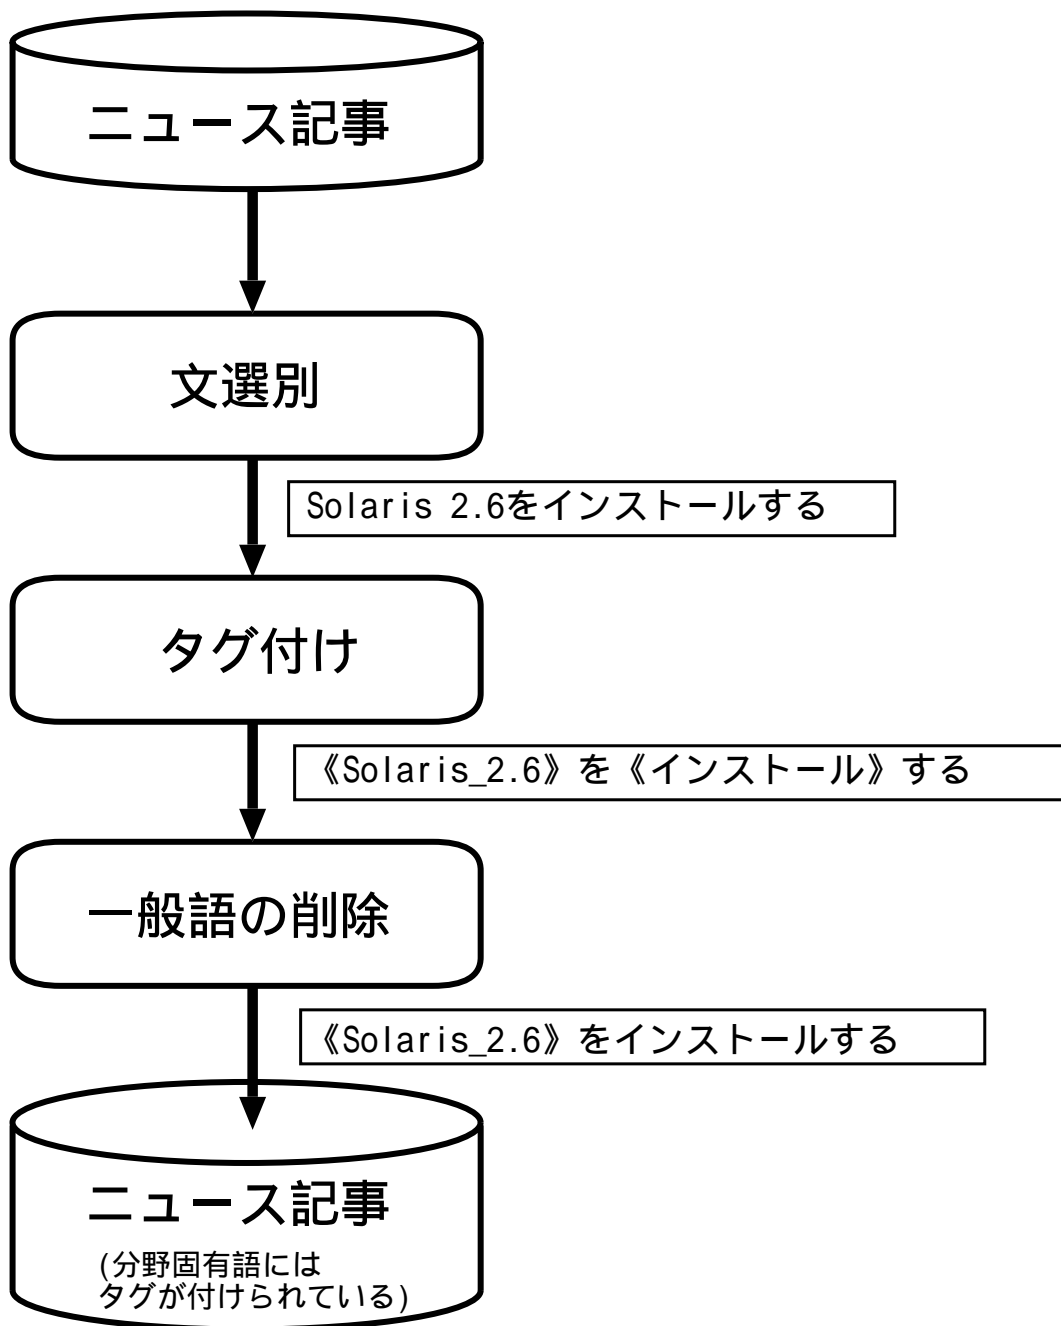 ニュース記事
文選別
Solaris 2.6をインストールする
タグ付け
《Solaris_2.6》を《インストール》する
一般語の削除
《Solaris_2.6》をインストールする
ニュース記事
(分野固有語には
タグが付けられている)